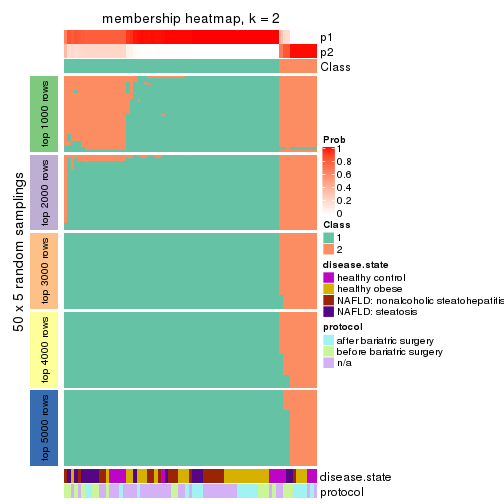 membership heatmap, k = 2
p1
p2
Class
50 x 5 random samplings
top 1000 rows
top 2000 rows
top 3000 rows
top 4000 rows
top 5000 rows
Prob
1
0.8
0.6
0.4
0.2
0
Class
1
2
disease.state
healthy control
healthy obese
NAFLD: nonalcoholic steatohepatitis
NAFLD: steatosis
protocol
after bariatric surgery
before bariatric surgery
n/a
disease.state
protocol